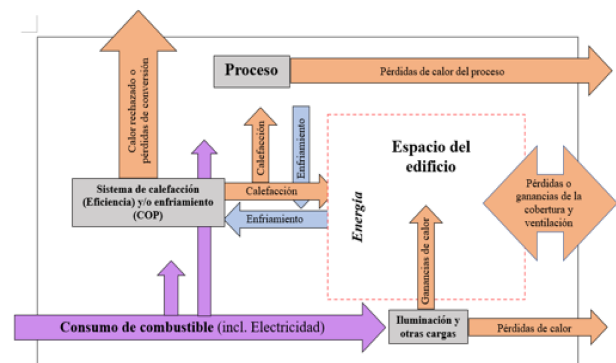 Calor rechazado o
pérdidas de conversión
Proceso
Pérdidas de calor del proceso
Calefacción
Enfriamiento
Espacio del
edificio
Energía
Sistema de calefacción
(Eficiencia) y/o enfriamiento
(COP)
Calefacción
Enfriamiento
Pérdidas o
ganancias de la
cobertura y
ventilación
Ganancias de calor
Consumo de combustible (incl. Electricidad)
Iluminación y
otras cargas
Pérdidas de calor